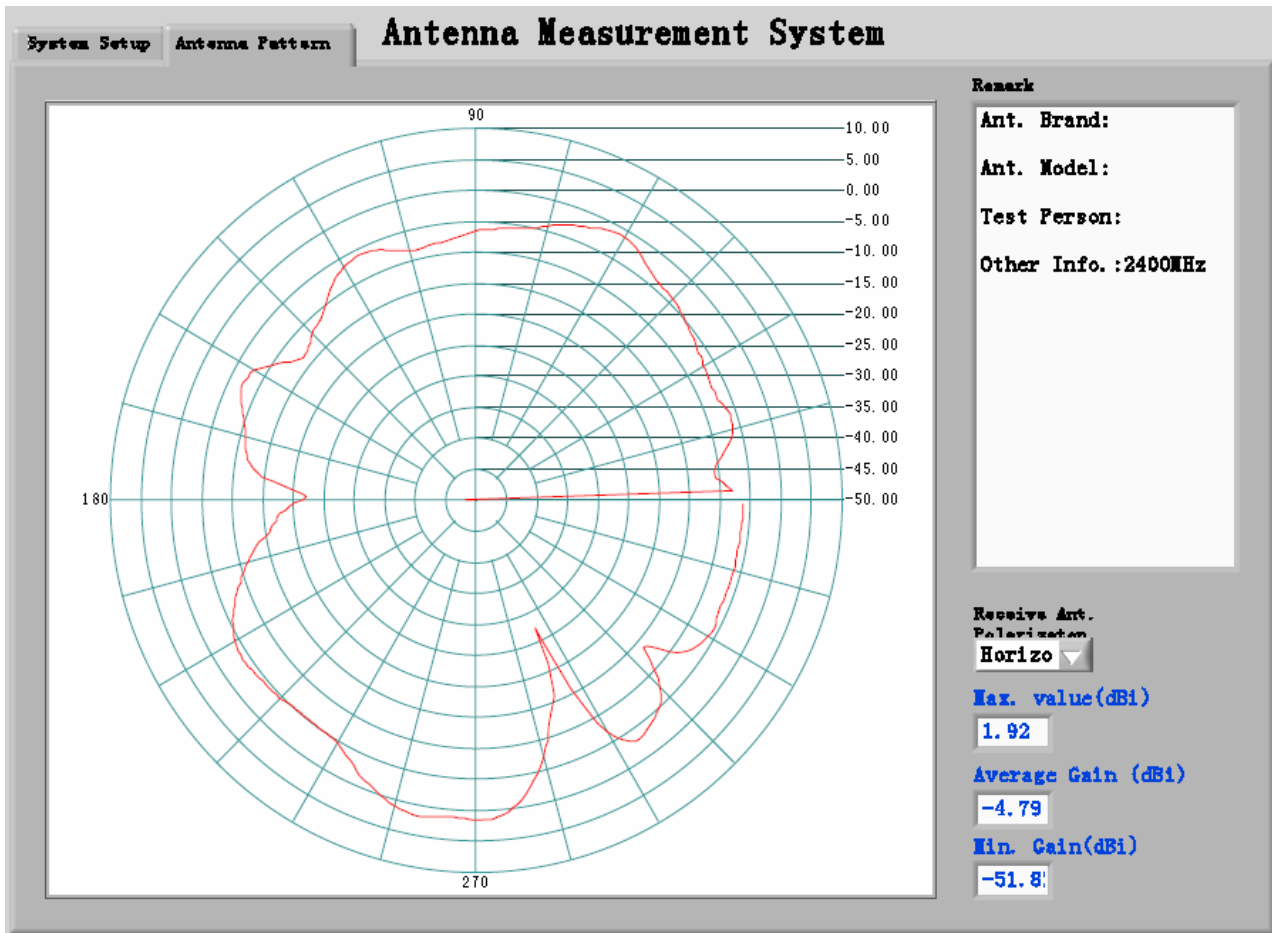 Antenna Measurement System
System Setup
Antenna Pattern
90
10.00
5.00
0.00
-5.00
-10.00
-15.00
-20.00
-25.00
-30.00
-35.00
-40.00
-45.00
-50.00
180
270
Remark
Ant. Brand:
Ant. Model:
Test Person:
Other Info.:2400MHz
Receive Ant.
Polarizaton
Horizo
Max. value(dBi)
1.92
Average Gain (dBi)
-4.79
Min. Gain(dBi)
-51.8